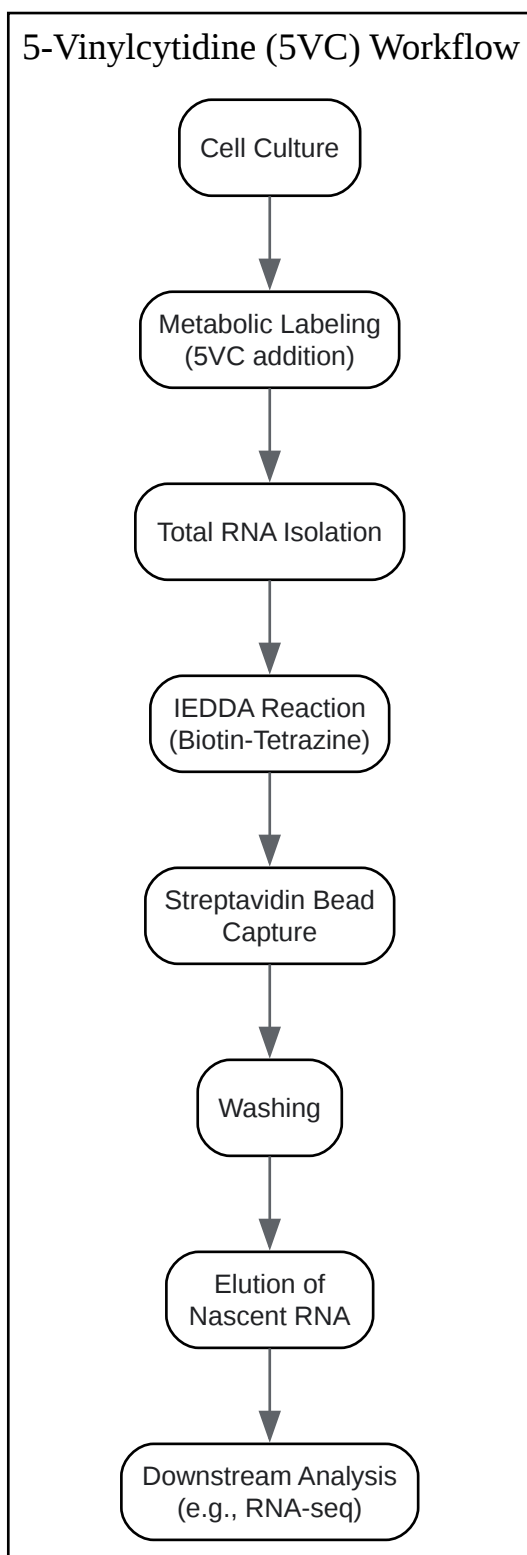 5-Vinylcytidine (5VC) Workflow
Cell Culture
Metabolic Labeling
(5VC addition)
Total RNA Isolation
IEDDA Reaction
(Biotin-Tetrazine)
Streptavidin Bead
Capture
Washing
Elution of
Nascent RNA
Downstream Analysis
(e.g., RNA-seq)